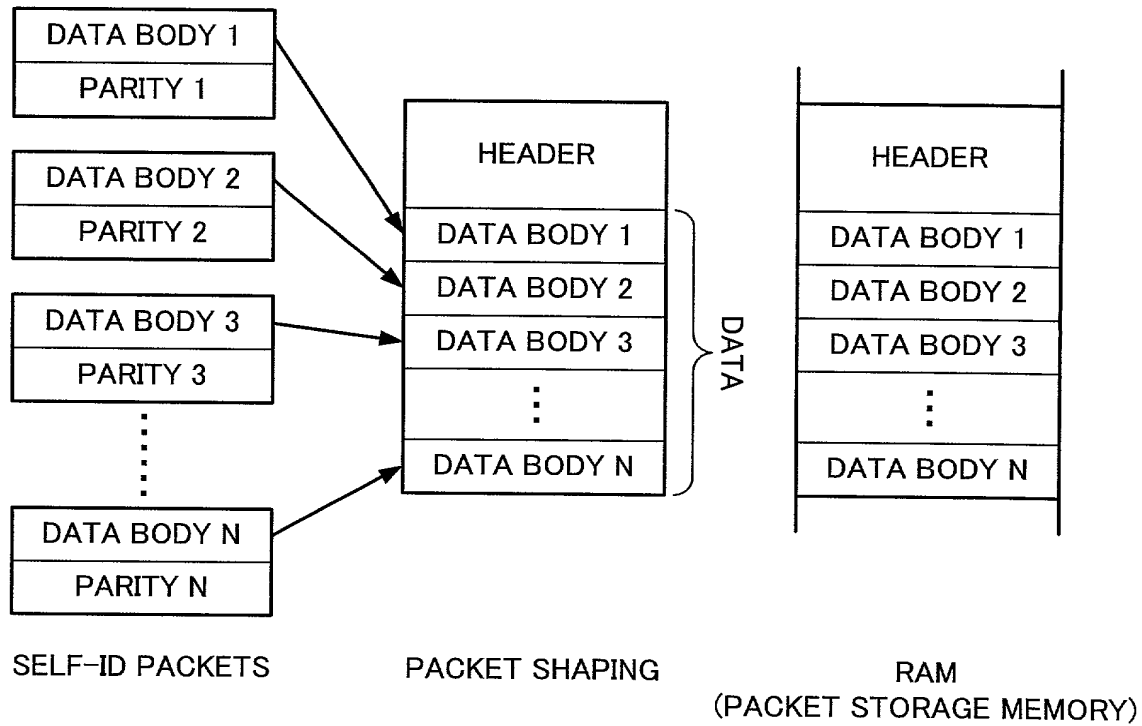 DATA BODY 1
PARITY 1
DATA BODY 2
PARITY 2
DATA BODY 3
PARITY 3
DATA BODY N
PARITY N
SELF-ID PACKETS
HEADER
DATA BODY 1
DATA BODY 2
DATA BODY 3
DATA BODY N
DATA
PACKET SHAPING
HEADER
DATA BODY 1
DATA BODY 2
DATA BODY 3
DATA BODY N
RAM
(PACKET STORAGE MEMORY)